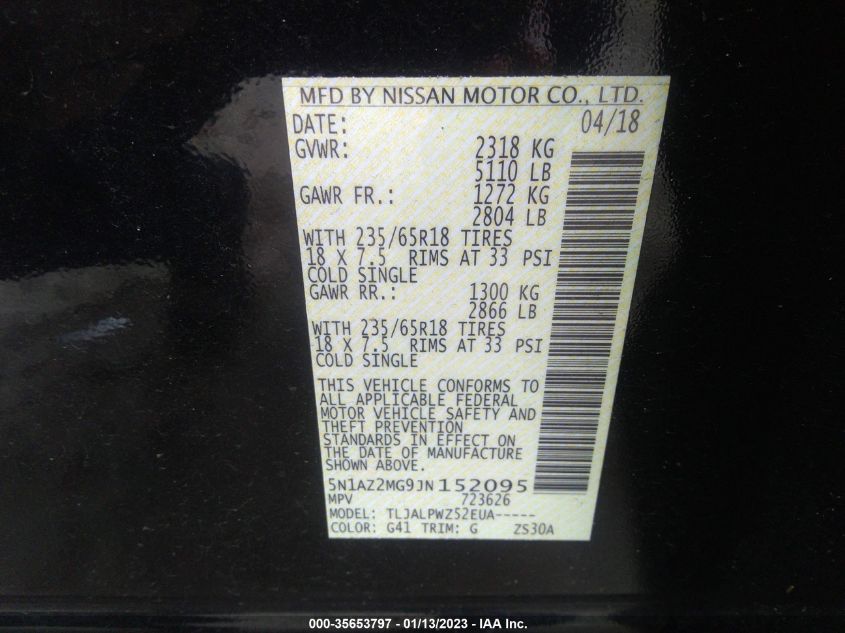 MFD BY NISSAN MOTOR CO., LTD.
DATE: 04/18
GVWR: 2318 KG
5110 LB
GAWR FR.: 1272 KG
2804 LB
WITH 235/65R18 TIRES
18 X 7.5 RIMS AT 33 PSI
COLD SINGLE
GAWR RR.: 1300 KG
2866 LB
WITH 235/65R18 TIRES
18 X 7.5 RIMS AT 33 PSI
COLD SINGLE
THIS VEHICLE CONFORMS TO
ALL APPLICABLE FEDERAL
MOTOR VEHICLE SAFETY AND
THEFT PREVENTION
STANDARDS IN EFFECT ON
THE DATE OF MANUFACTURE
SHOWN ABOVE.
5N1AZ2MG9JN152095
MPV 723626
MODEL: TLJALPWZ52EUA-----
COLOR: G41 TRIM: G ZS30A
000-35653797 - 01/13/2023 - IAA Inc.